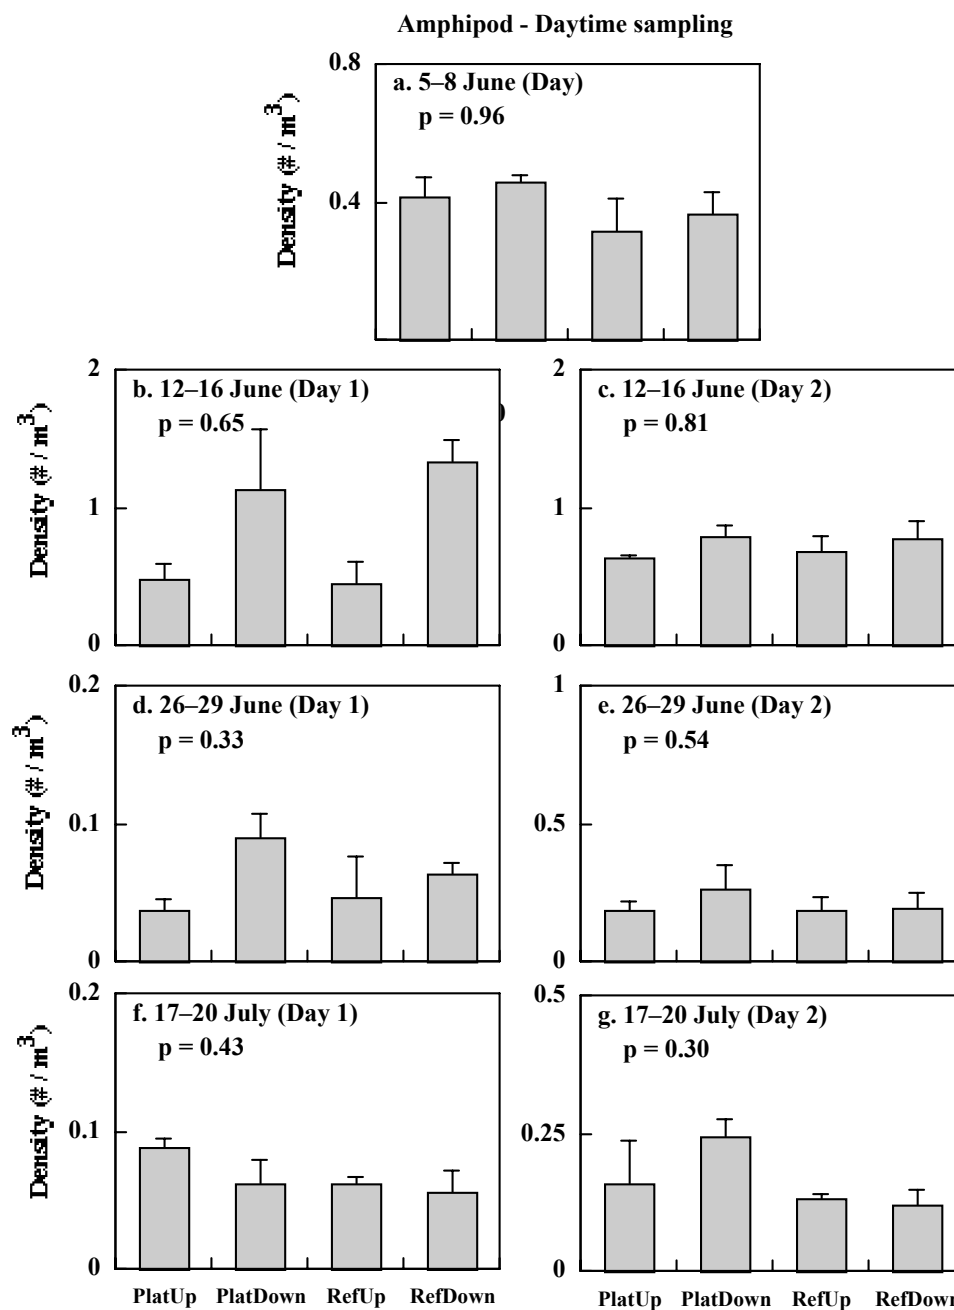 Amphipod - Daytime sampling
0.8
a. 5–8 June (Day)
p = 0.96
Density (# / m³)
0.4
2
b. 12–16 June (Day 1)
p = 0.65
Density (# / m³)
1
0
2
c. 12–16 June (Day 2)
p = 0.81
1
0
0.2
d. 26–29 June (Day 1)
p = 0.33
Density (# / m³)
0.1
0
1
e. 26–29 June (Day 2)
p = 0.54
0.5
0
0.2
f. 17–20 July (Day 1)
p = 0.43
Density (# / m³)
0.1
0
0.5
g. 17–20 July (Day 2)
p = 0.30
0.25
0
PlatUp PlatDown RefUp RefDown
PlatUp PlatDown RefUp RefDown